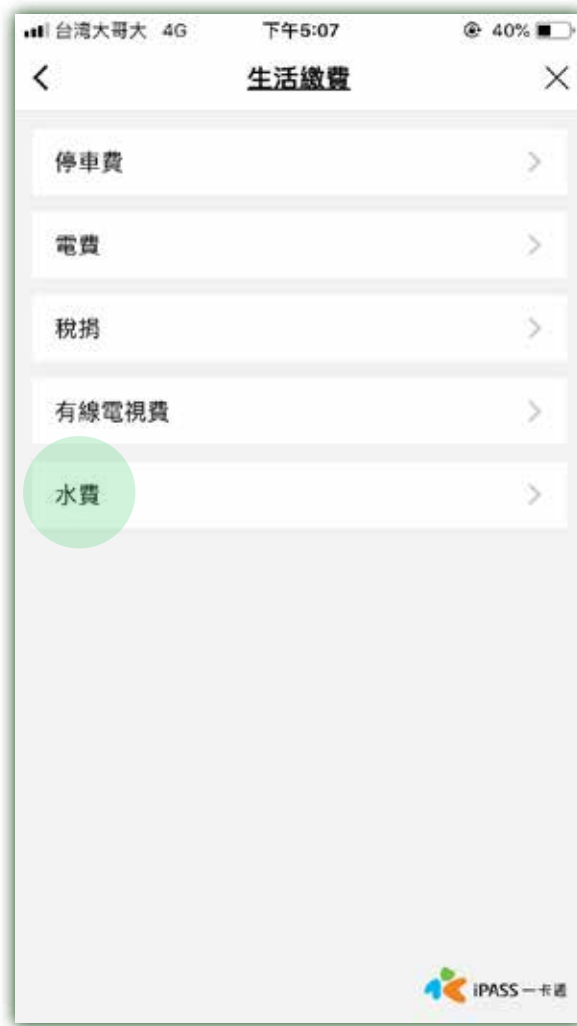 台湾大哥大 4G 下午5:07 40%
生活繳費
停車費
電費
稅捐
有線電視費
水費
iPASS 一卡通